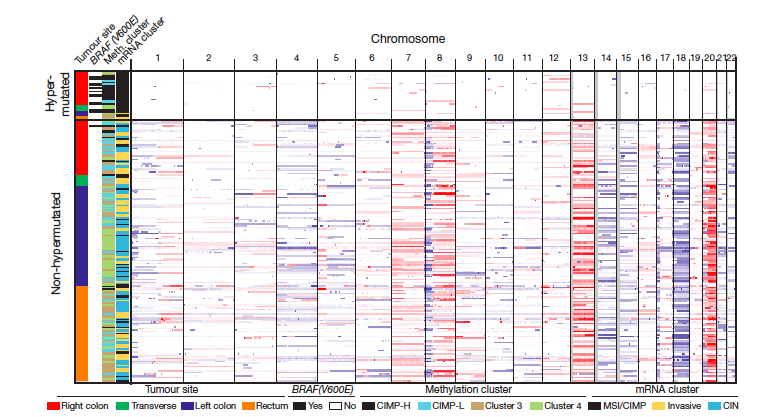 Chromosome
Tumour site
BRAF (V600E)
Meth. cluster
mRNA cluster
1 2 3 4 5 6 7 8 9 10 11 12 13 14 15 16 17 18 19 20 21 22
Hyper-
mutated
Non-Hypermutated
Tumour site BRAF(V600E) Methylation cluster mRNA cluster
Right colon Transverse Left colon Rectum Yes No CIMP-H CIMP-L Cluster 3 Cluster 4 MSI/CIMP Invasive CIN